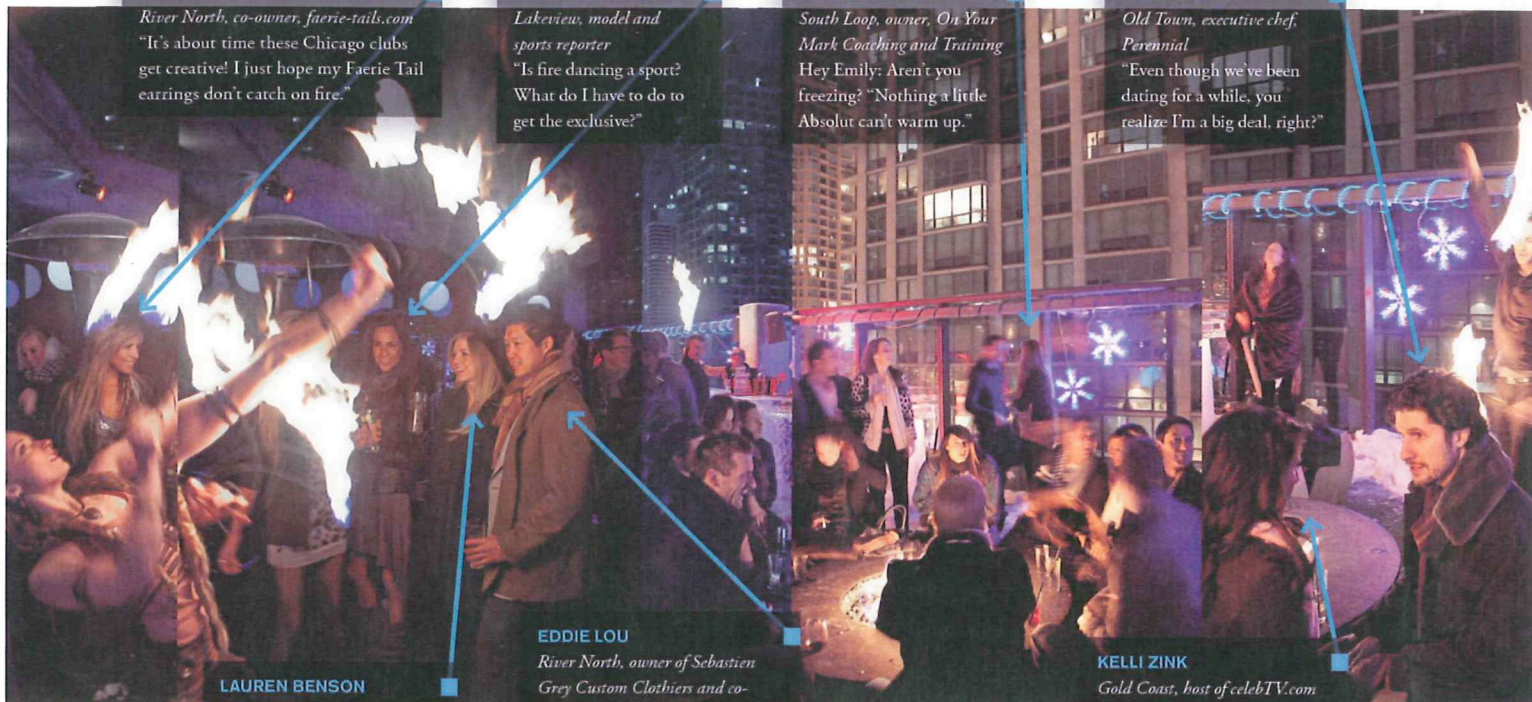 River North, co-owner, faerie-tails.com
“It’s about time these Chicago clubs
get creative! I just hope my Faerie Tail
earrings don’t catch on fire.”
Lakeview, model and
sports reporter
“Is fire dancing a sport?
What do I have to do to
get the exclusive?”
South Loop, owner, On Your
Mark Coaching and Training
Hey Emily: Aren’t you
freezing? “Nothing a little
Absolut can’t warm up.”
Old Town, executive chef,
Perennial
“Even though we’ve been
dating for a while, you
realize I’m a big deal, right?”
LAUREN BENSON
EDDIE LOU
River North, owner of Sebastien
Grey Custom Clothiers and co-
KELLI ZINK
Gold Coast, host of celebTV.com